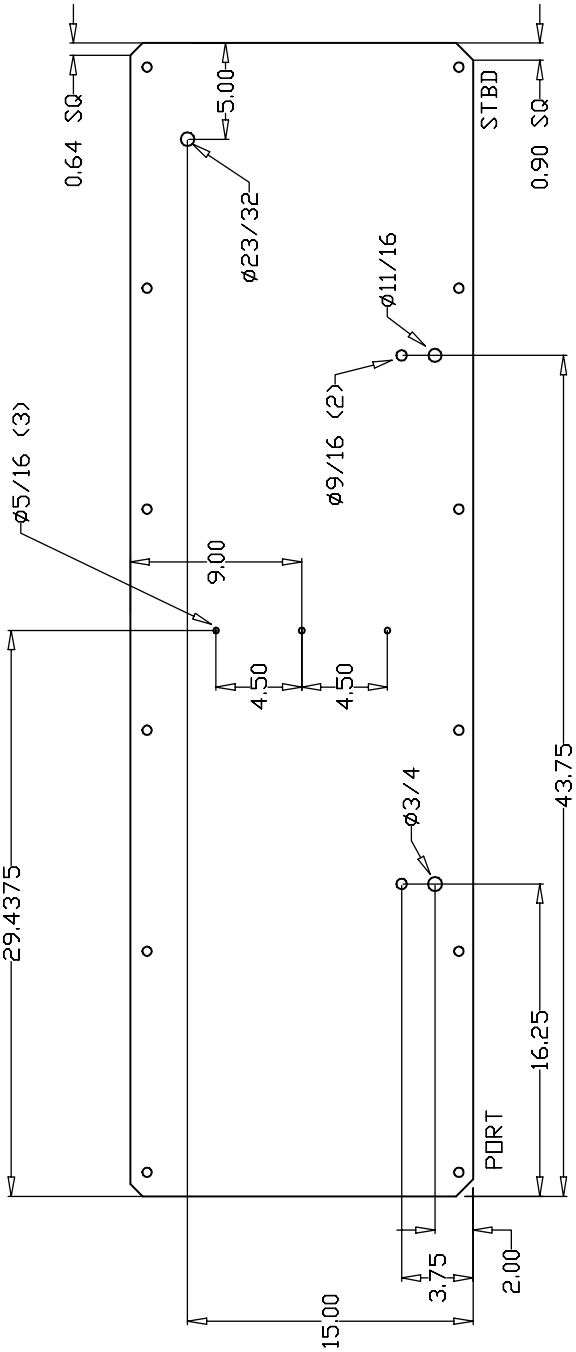 29.4375
ø5/16 (3)
0.64 SQ
9.00
ø23/32
5.00
4.50
4.50
ø3/4
ø9/16 (2)
ø11/16
15.00
3.75
2.00
PORT
STBD
16.25
43.75
0.90 SQ